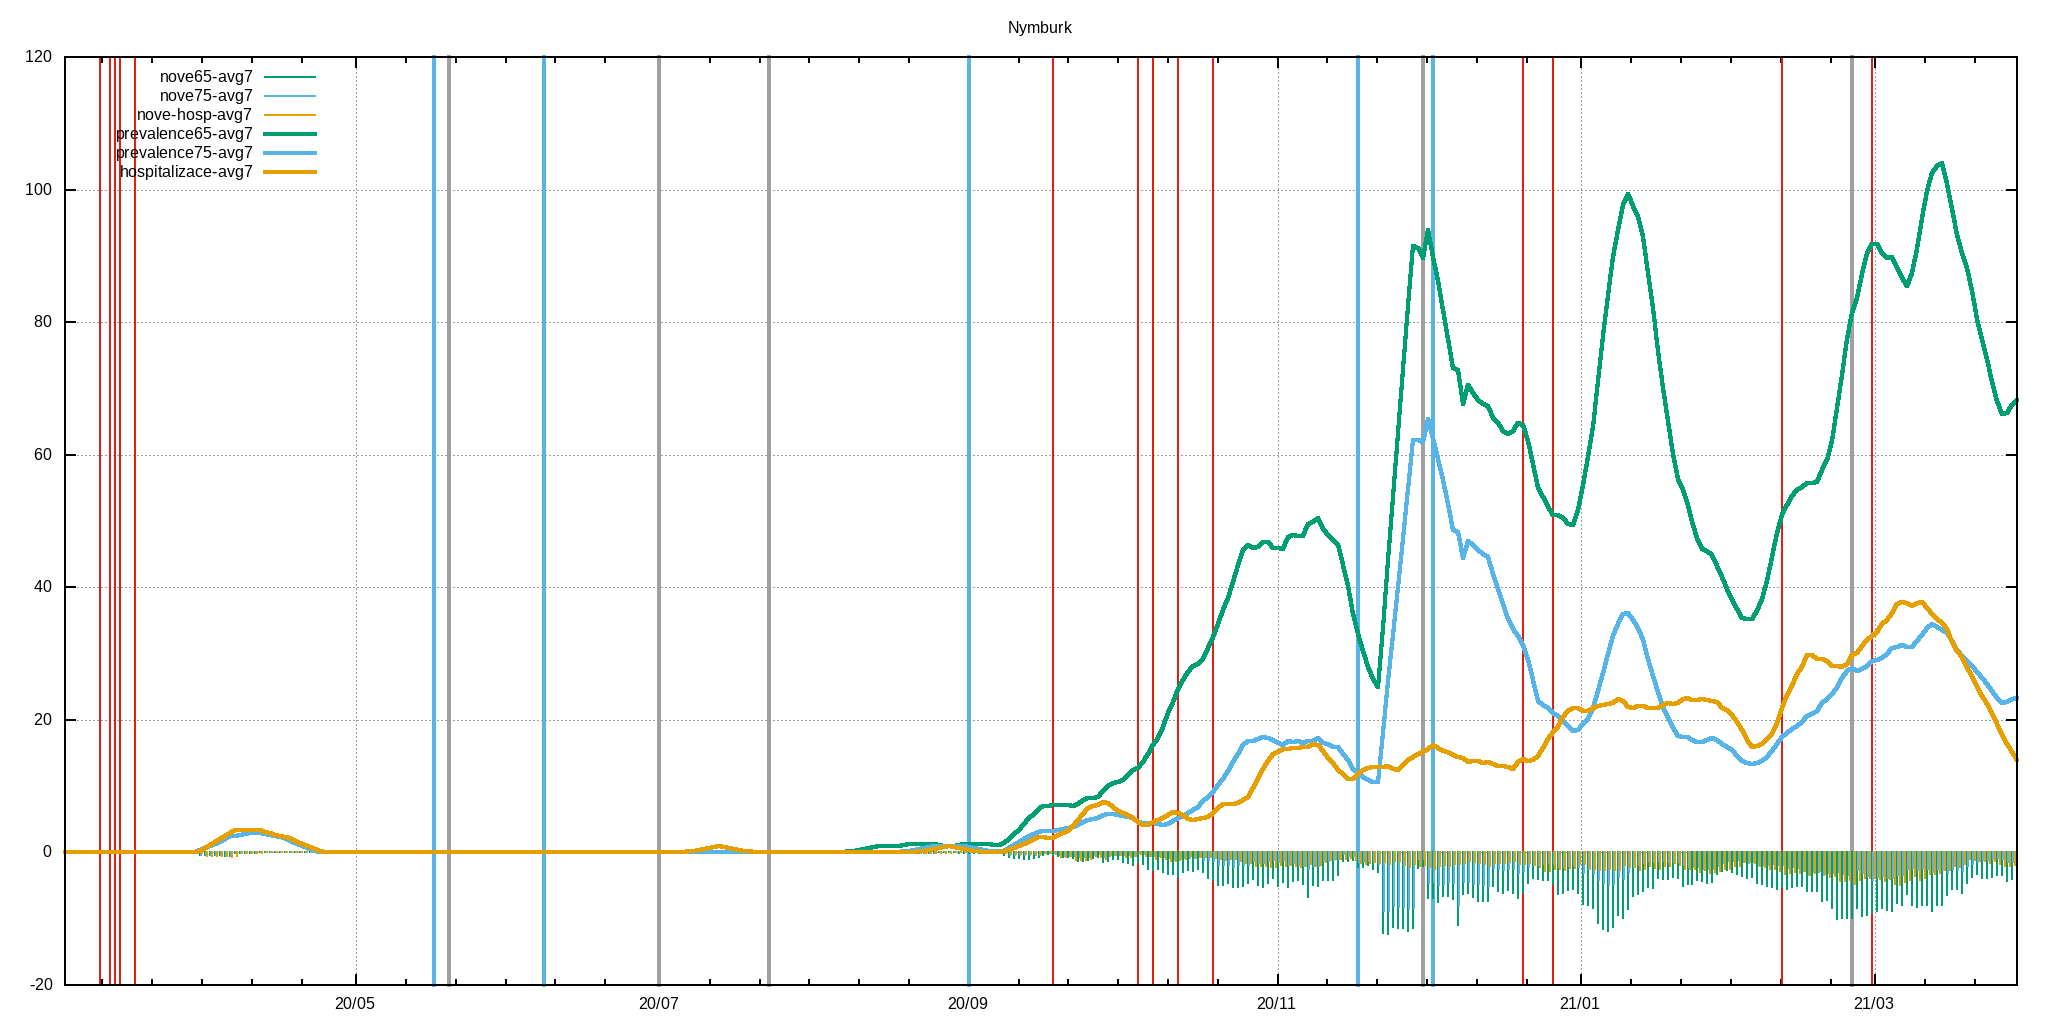 Nymburk
120
100
80
60
40
20
0
-20
nove65-avg7
nove75-avg7
nove-hosp-avg7
prevalence65-avg7
prevalence75-avg7
hospitalizace-avg7
20/05
20/07
20/09
20/11
21/01
21/03